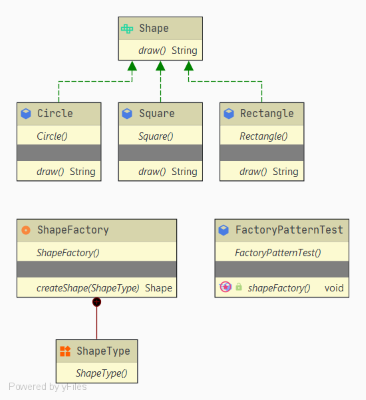 Shape
draw() String
Circle
Circle()
draw() String
Square
Square()
draw() String
Rectangle
Rectangle()
draw() String
ShapeFactory
ShapeFactory()
createShape(ShapeType) Shape
FactoryPatternTest
FactoryPatternTest()
shapeFactory() void
ShapeType
ShapeType()
Powered by yFiles